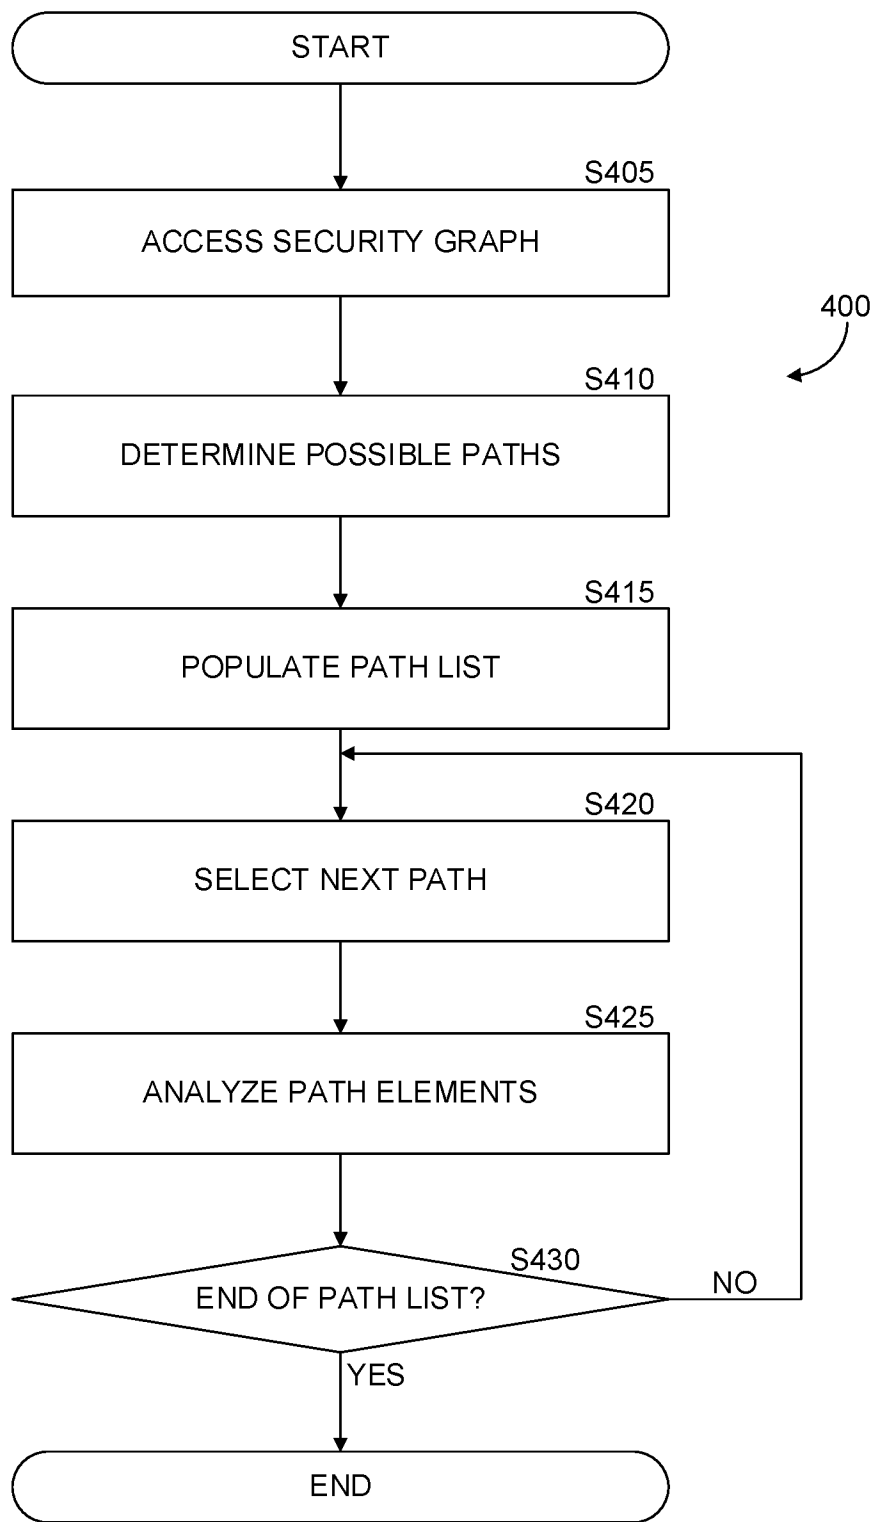 START
S405
ACCESS SECURITY GRAPH
400
S410
DETERMINE POSSIBLE PATHS
S415
POPULATE PATH LIST
S420
SELECT NEXT PATH
S425
ANALYZE PATH ELEMENTS
S430
END OF PATH LIST?
NO
YES
END